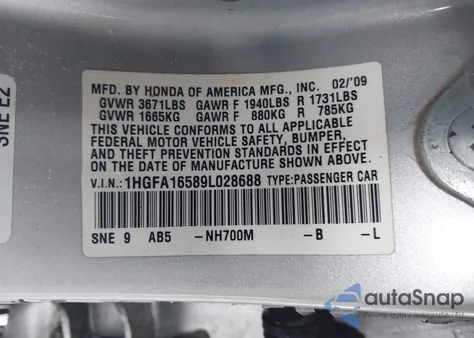 SNE E2
MFD. BY HONDA OF AMERICA MFG., INC. 02/'09
GVWR 3671LBS GAWR F 1940LBS R 1731LBS
GVWR 1665KG GAWR F 880KG R 785KG
THIS VEHICLE CONFORMS TO ALL APPLICABLE
FEDERAL MOTOR VEHICLE SAFETY, BUMPER,
AND THEFT PREVENTION STANDARDS IN EFFECT
ON THE DATE OF MANUFACTURE SHOWN ABOVE.
V.I.N.: 1HGFA16589L028688 TYPE: PASSENGER CAR
SNE 9 AB5 -NH700M -B -L
autoSnap